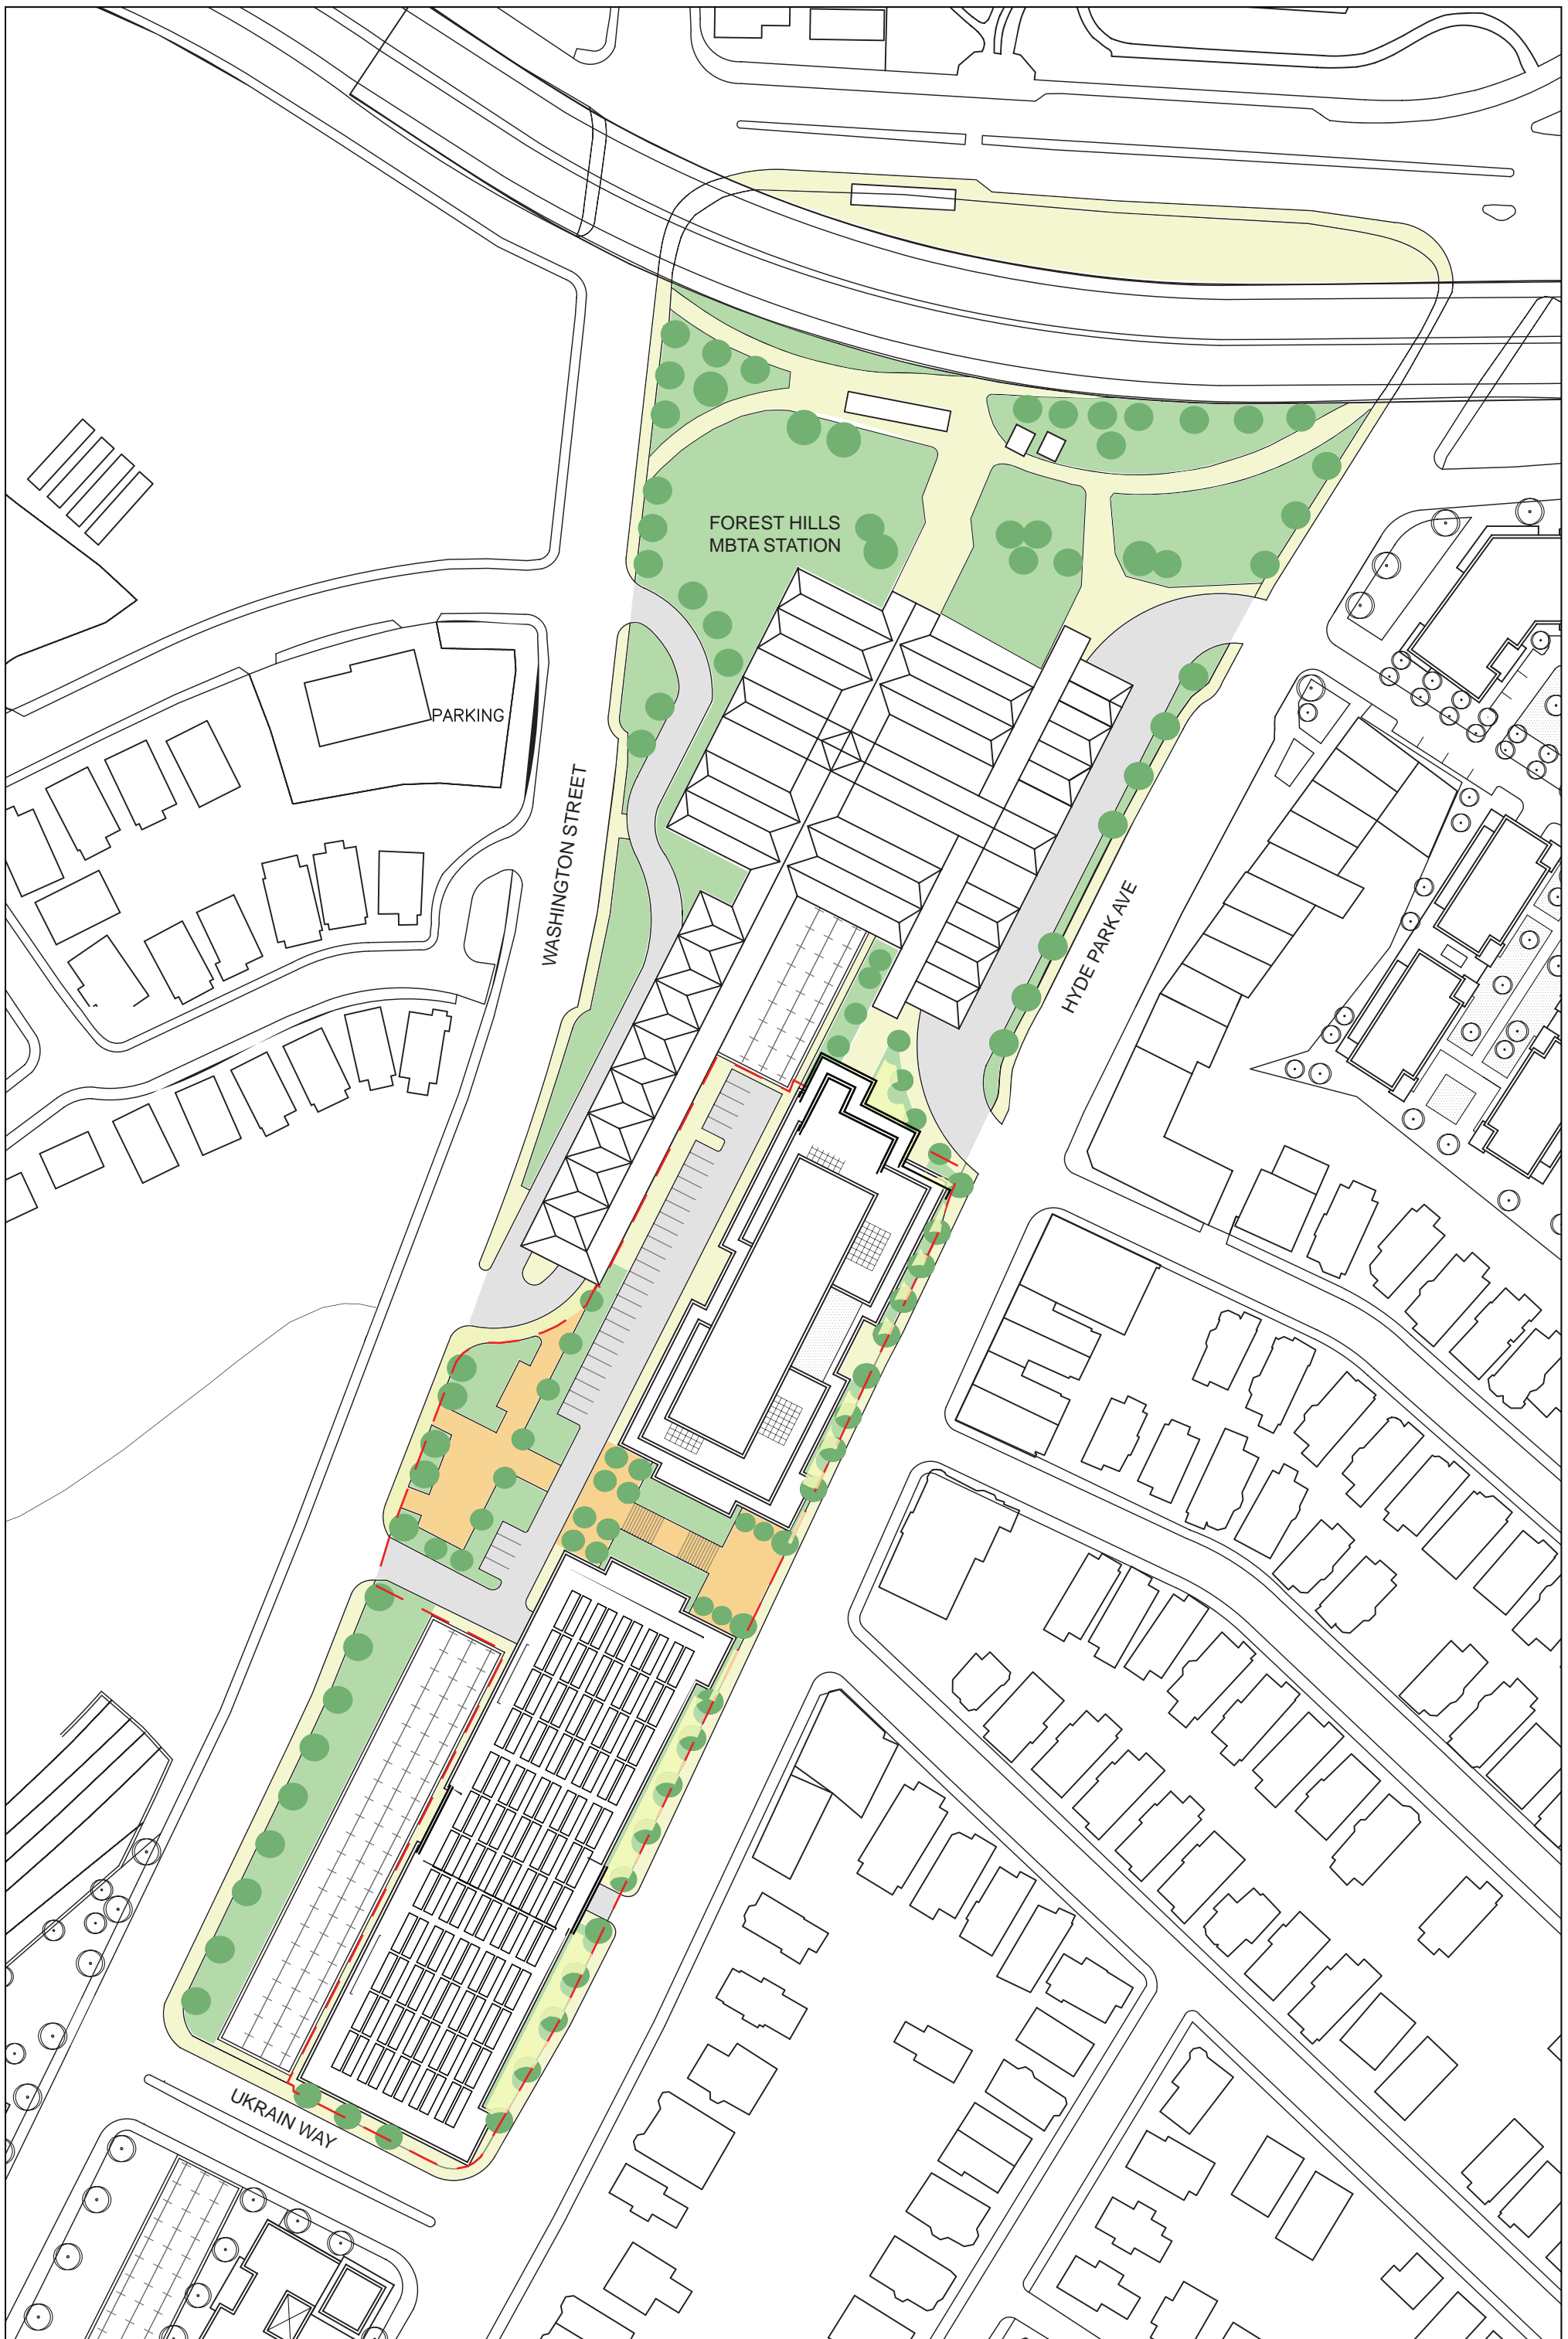 FOREST HILLS
MBTA STATION
PARKING
WASHINGTON STREET
HYDE PARK AVE
UKRAIN WAY